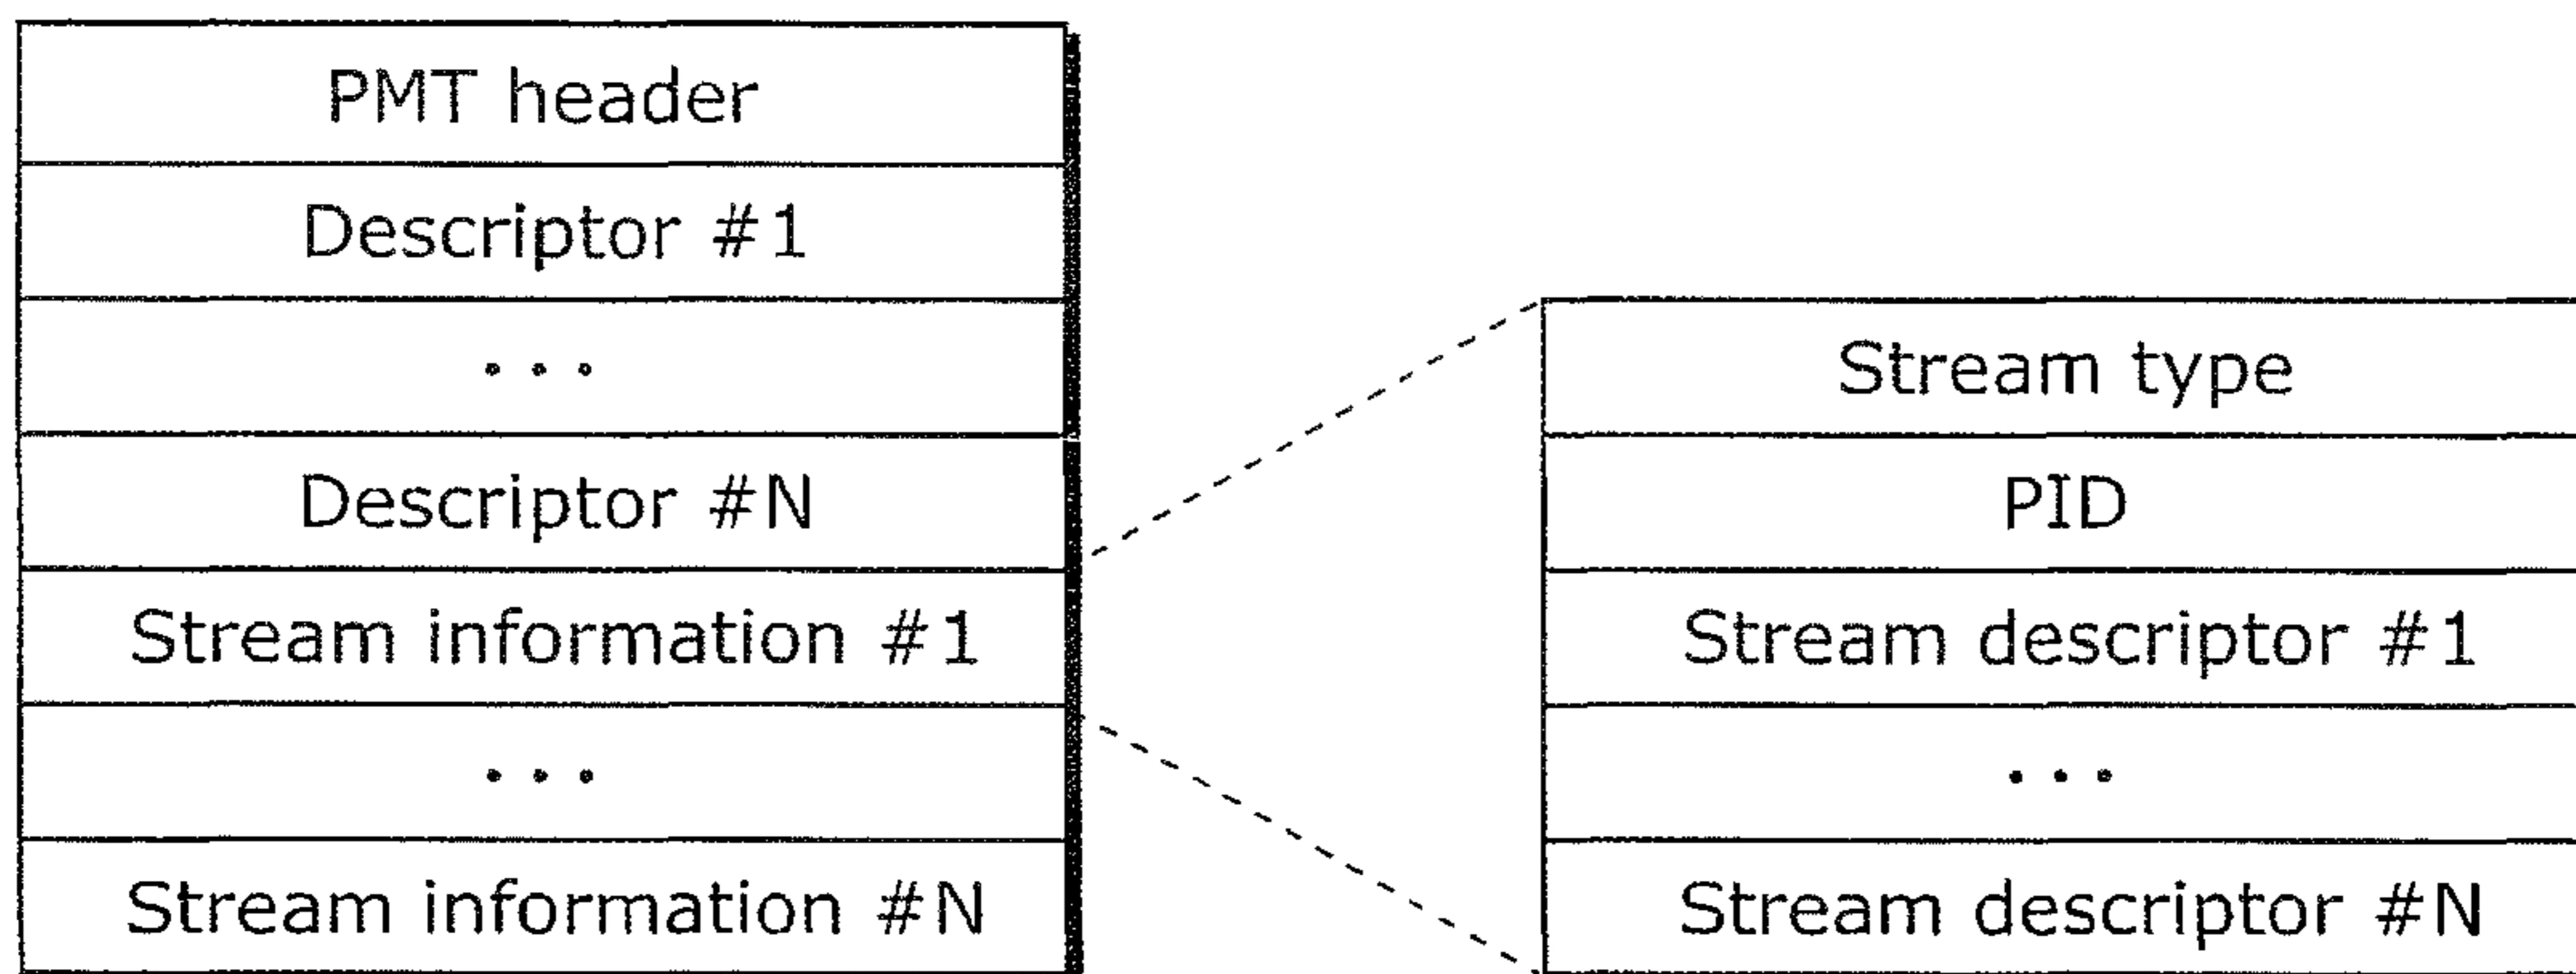 PMT header
Descriptor #1
...
Descriptor #N
Stream information #1
...
Stream information #N
Stream type
PID
Stream descriptor #1
...
Stream descriptor #N